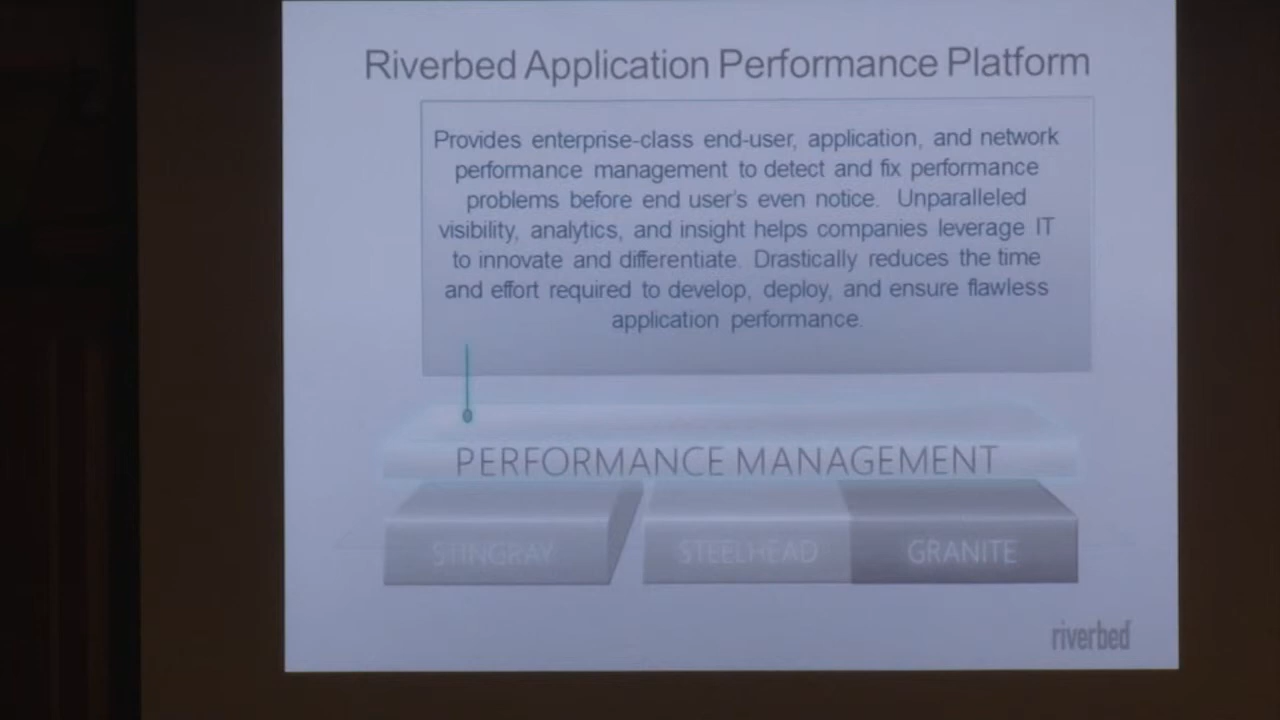 Riverbed Application Performance Platform
Provides enterprise-class end-user, application, and network
performance management to detect and fix performance
problems before end user's even notice. Unparalleled
visibility, analytics, and insight helps companies leverage IT
to innovate and differentiate. Drastically reduces the time
and effort required to develop, deploy, and ensure flawless
application performance.
PERFORMANCE MANAGEMENT
STINGRAY STEELHEAD GRANITE
riverbed